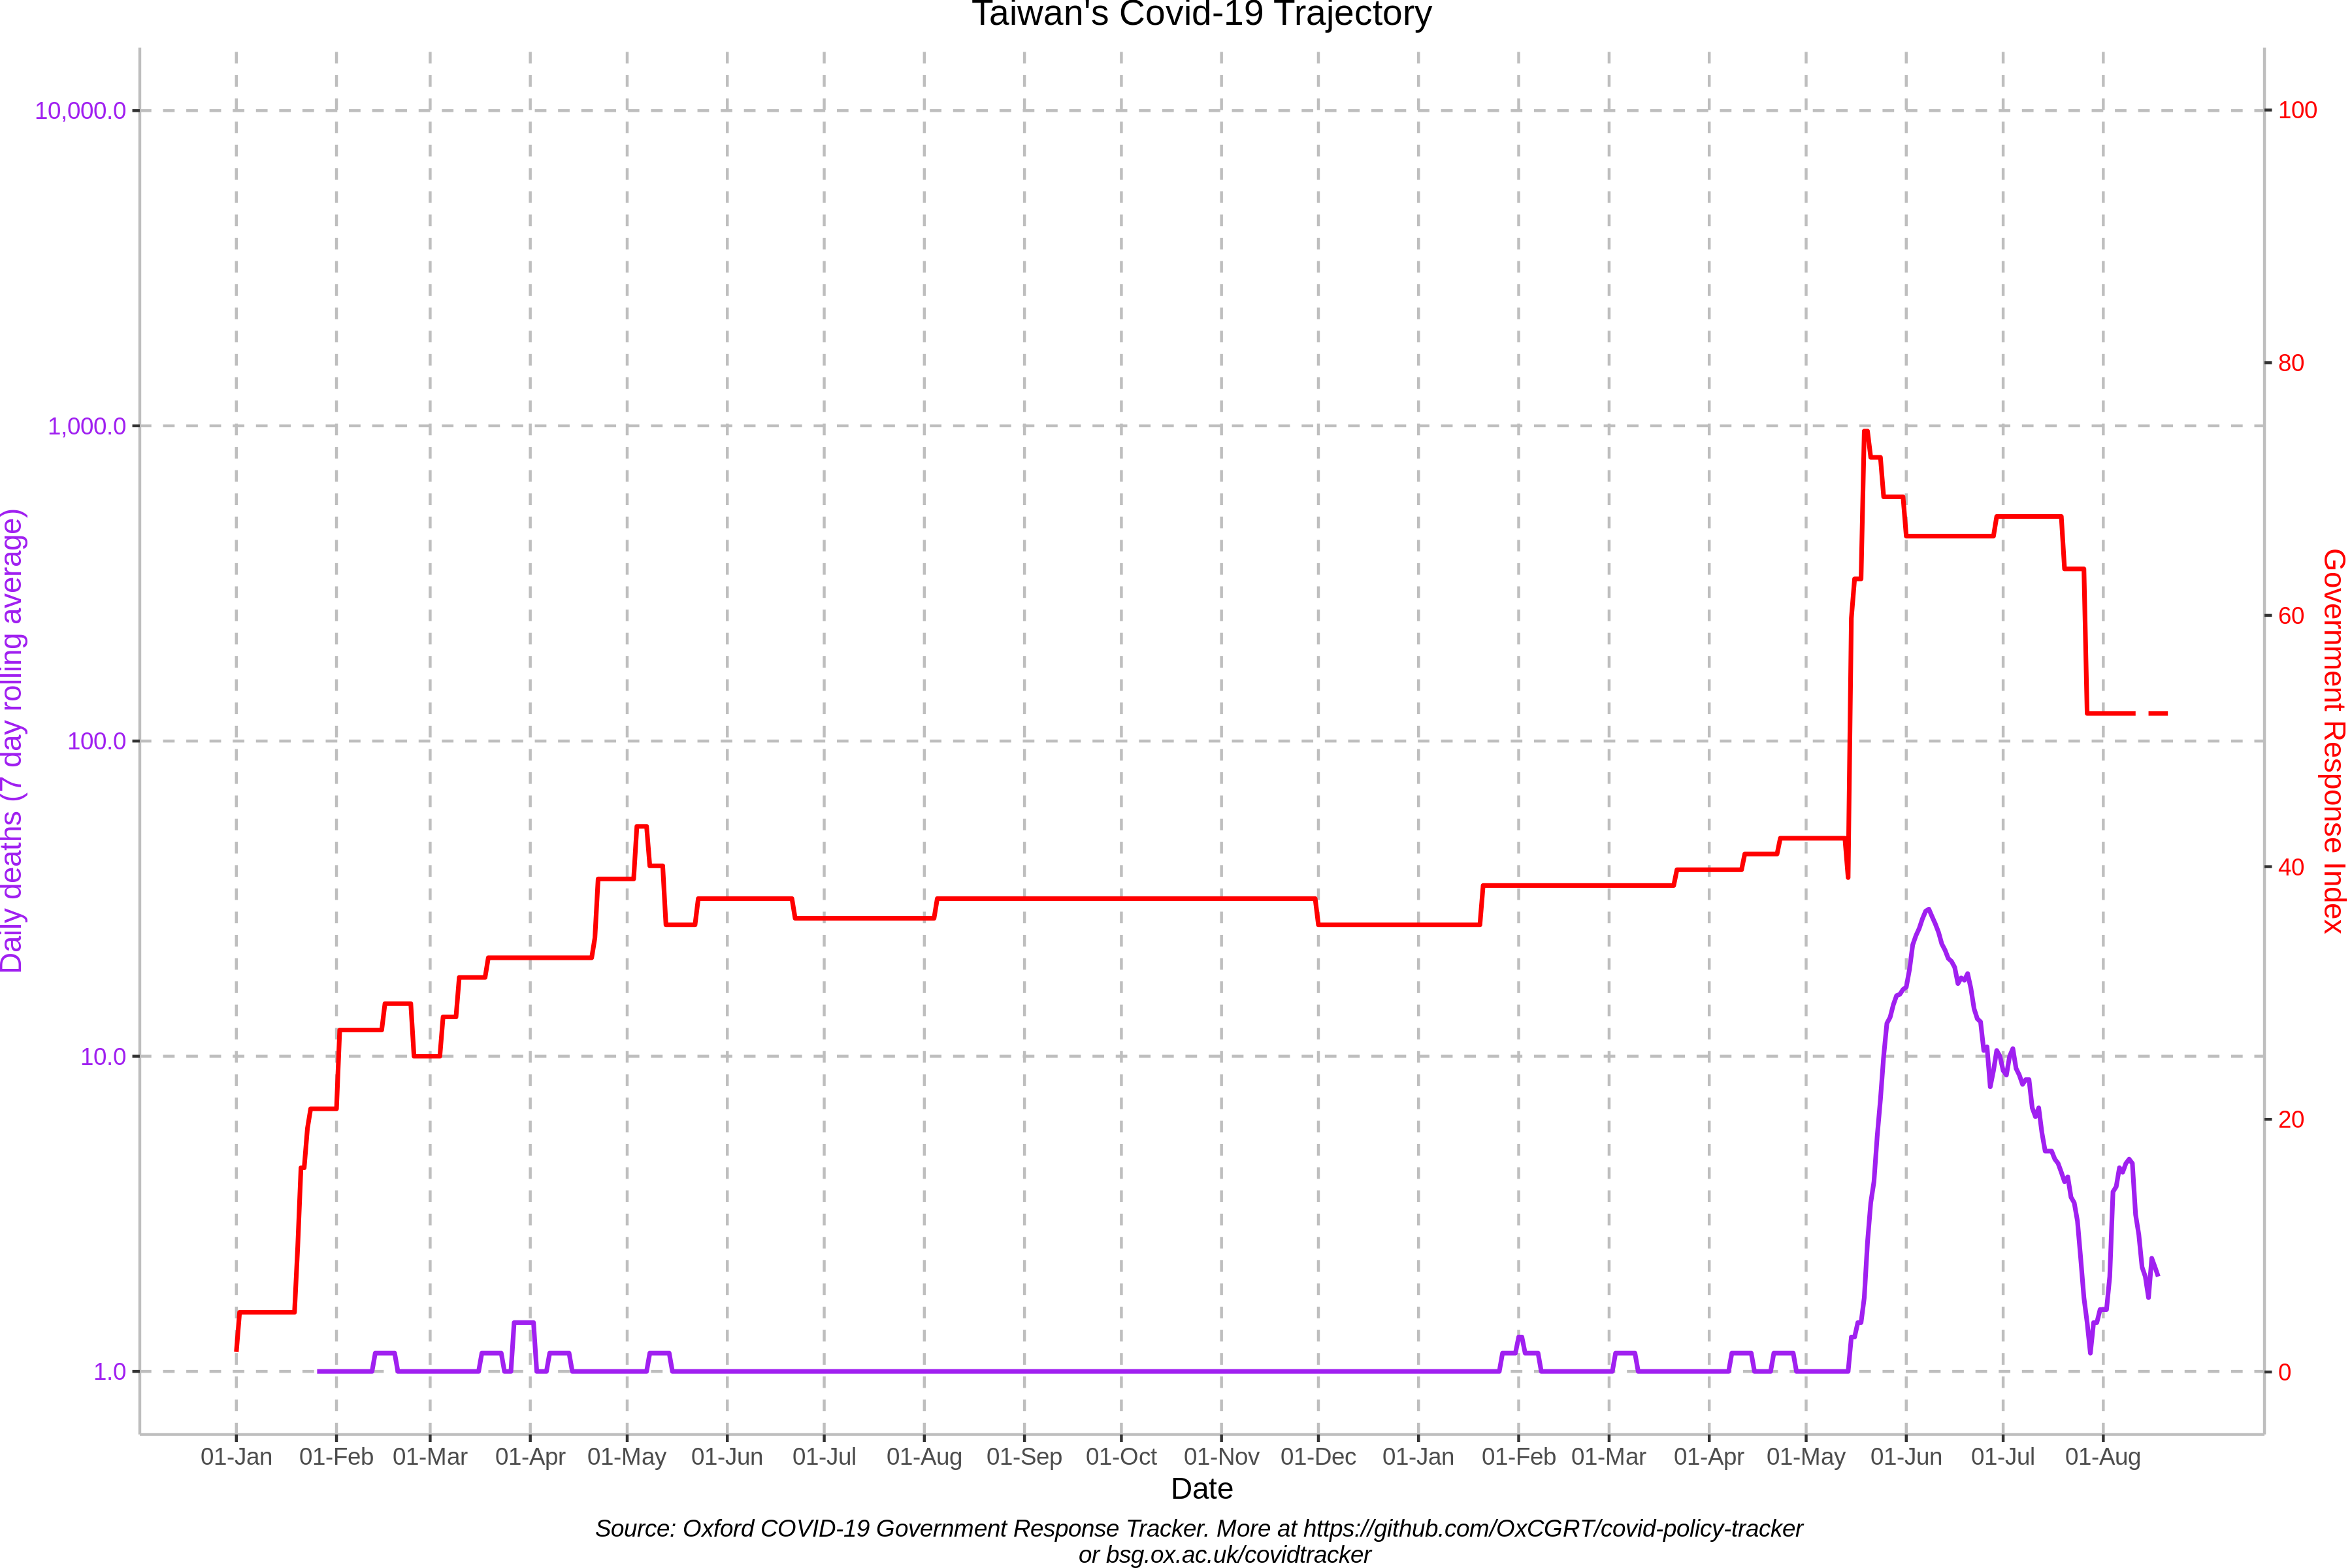 Taiwan's Covid-19 Trajectory
10,000.0
1,000.0
100.0
10.0
1.0
Daily deaths (7 day rolling average)
100
80
60
40
20
0
Government Response Index
01-Jan 01-Feb 01-Mar 01-Apr 01-May 01-Jun 01-Jul 01-Aug 01-Sep 01-Oct 01-Nov 01-Dec 01-Jan 01-Feb 01-Mar 01-Apr 01-May 01-Jun 01-Jul 01-Aug
Date
Source: Oxford COVID-19 Government Response Tracker. More at https://github.com/OxCGRT/covid-policy-tracker
or bsg.ox.ac.uk/covidtracker